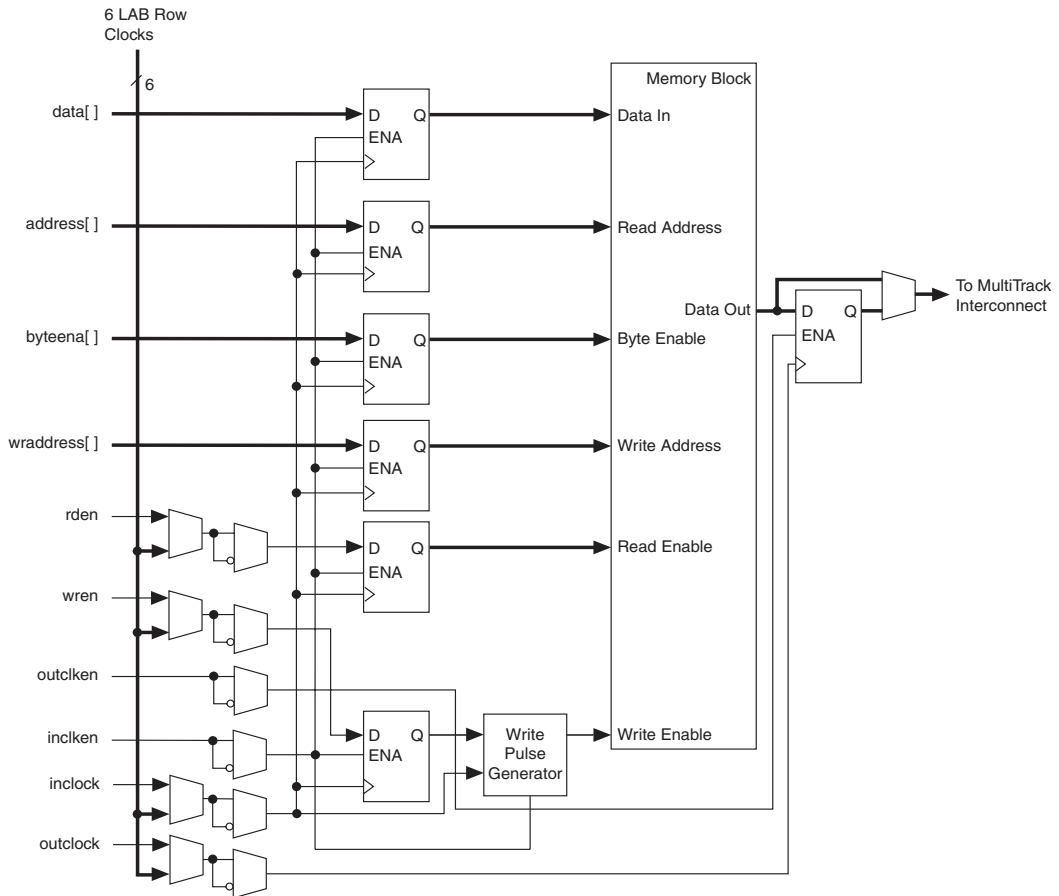 6 LAB Row
Clocks
6
Memory Block
data[ ]
D Q
ENA
Data In
address[ ]
D Q
ENA
Read Address
To MultiTrack
Interconnect
Data Out
D Q
ENA
byteena[ ]
D Q
ENA
Byte Enable
wraddress[ ]
D Q
ENA
Write Address
rden
D Q
ENA
Read Enable
wren
outclken
D Q
ENA
Write
Pulse
Generator
Write Enable
inclken
inclock
outclock